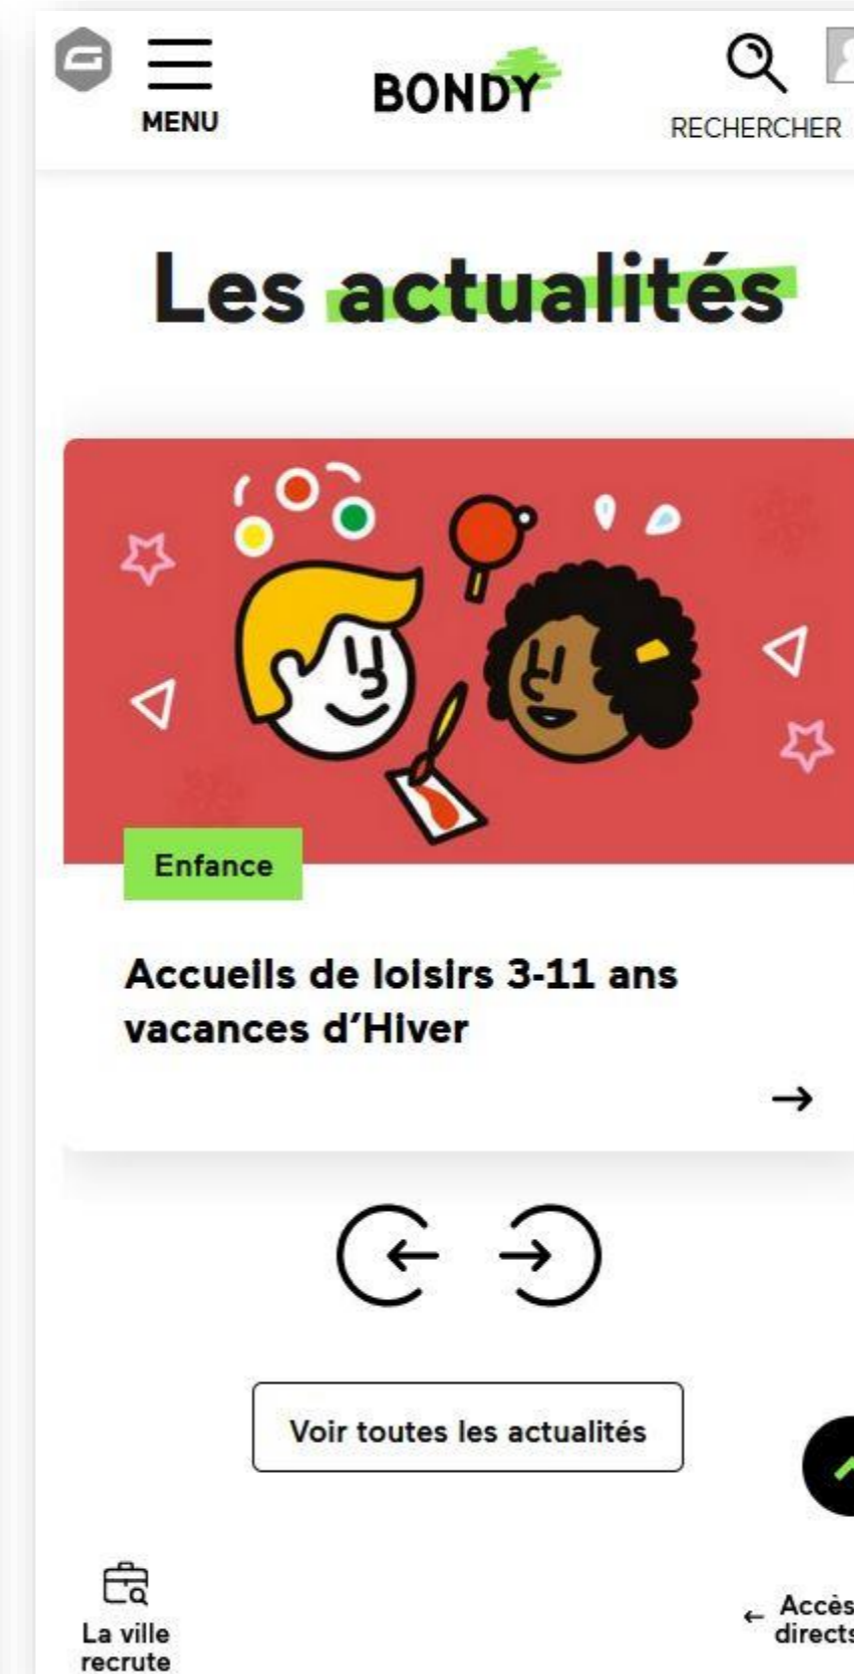 MENU
BONDY
RECHERCHER
Les actualités
Enfance
Accueils de loisirs 3-11 ans
vacances d’Hiver
Voir toutes les actualités
La ville
recrute
← Accès
directs